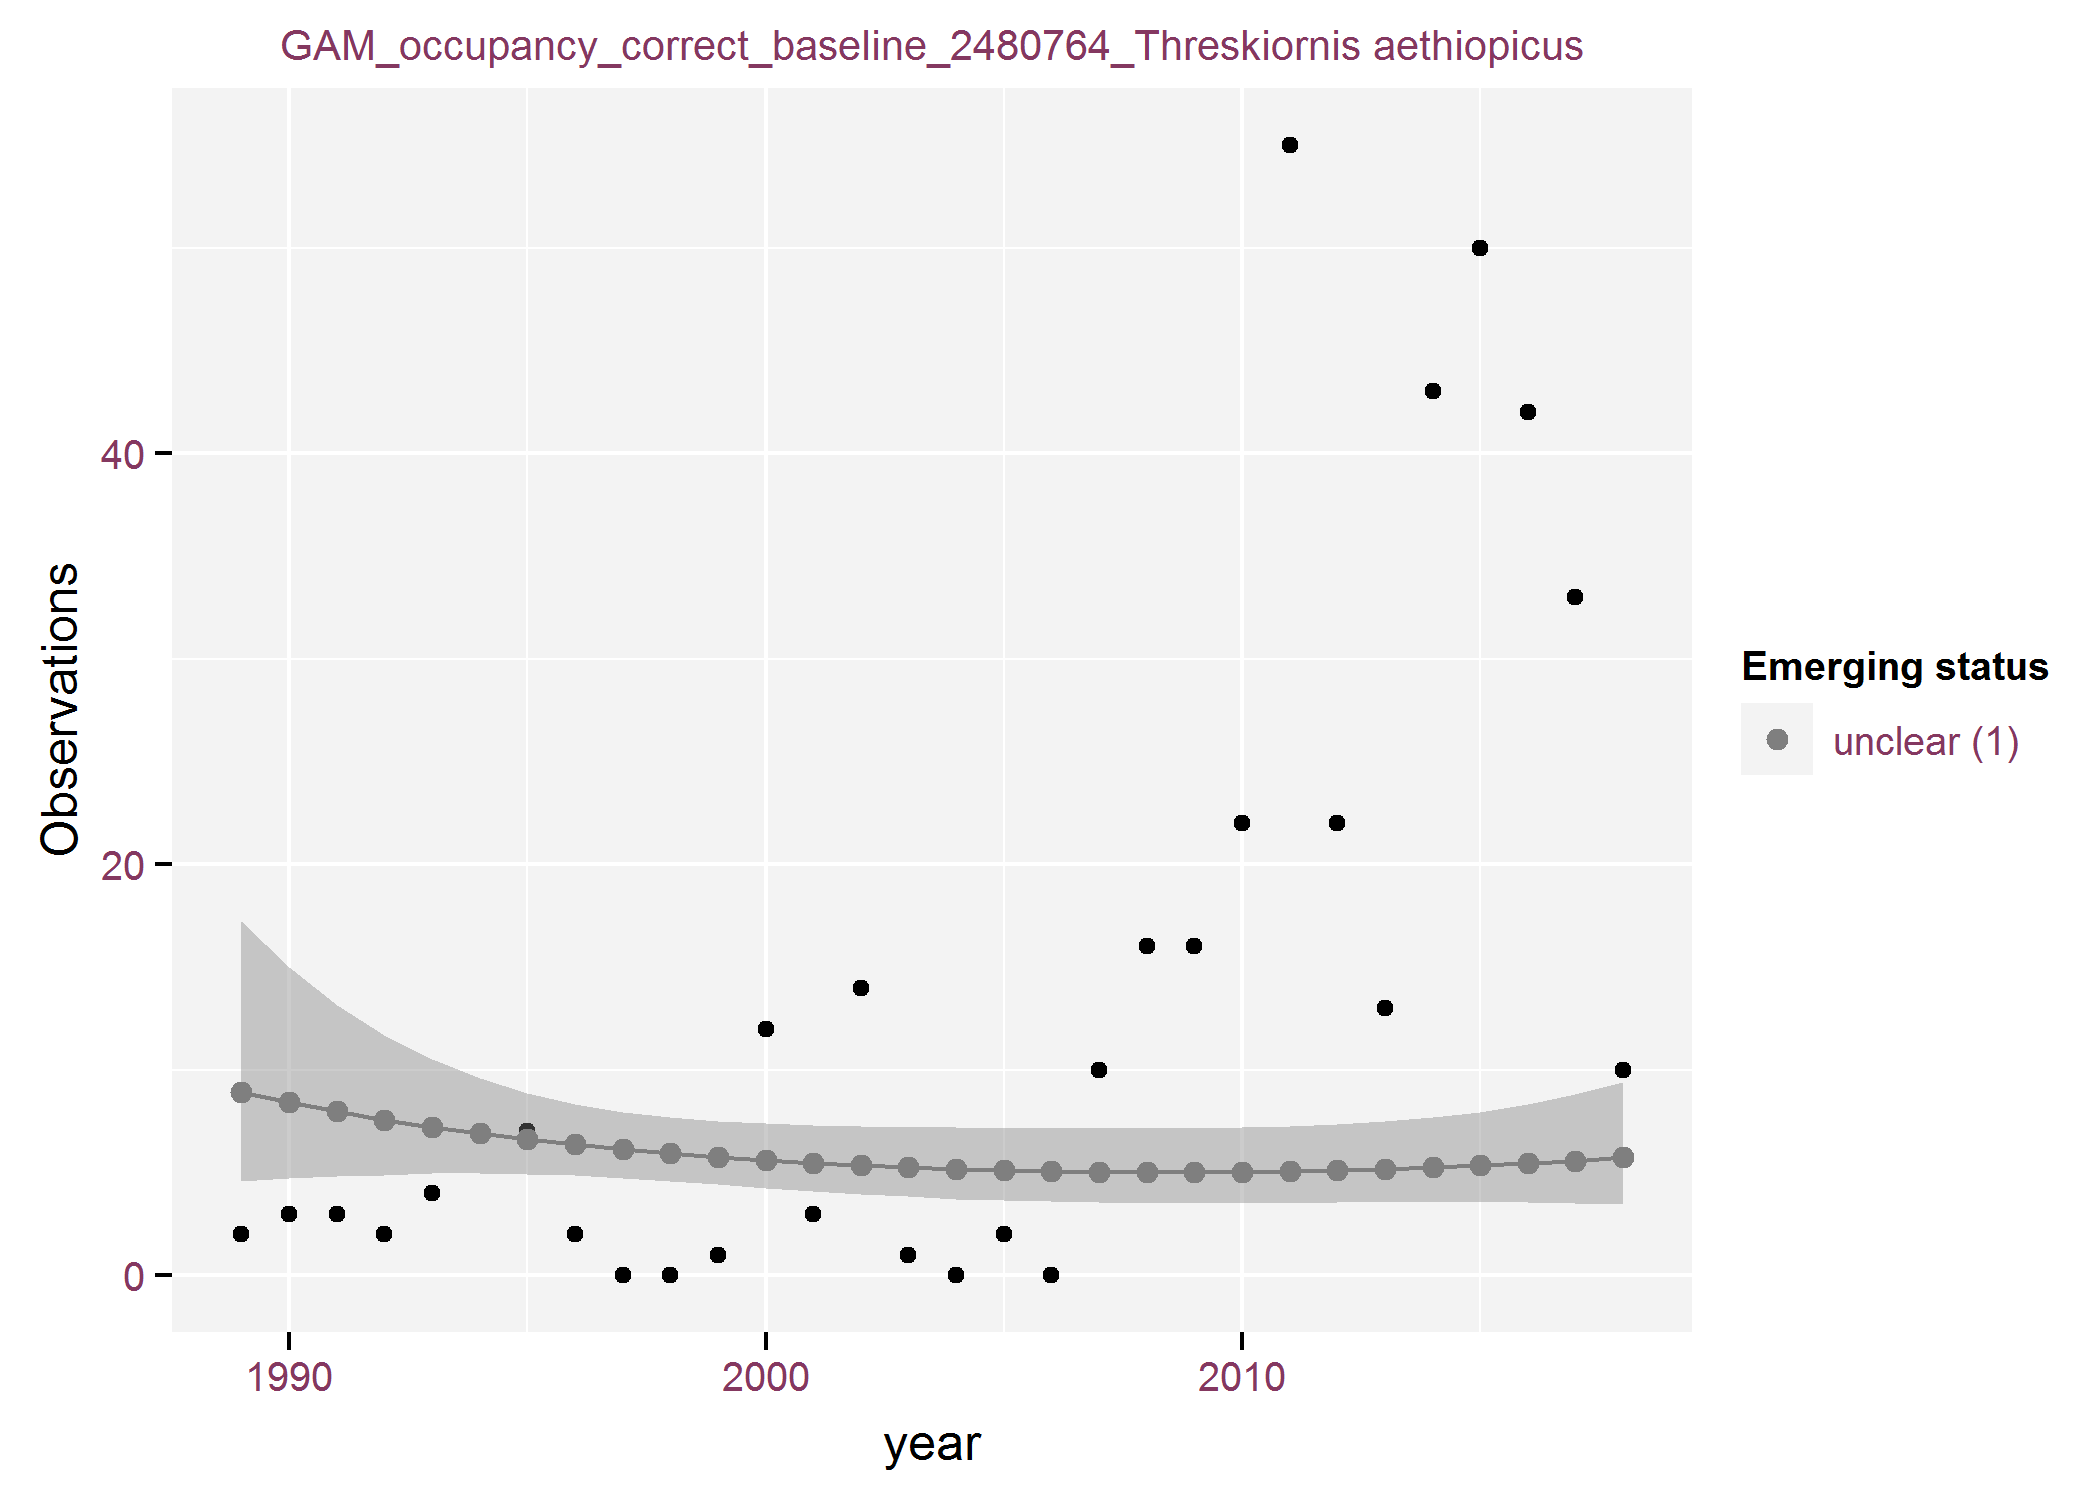 GAM_occupancy_correct_baseline_2480764_Threskiornis aethiopicus
Observations
40
20
0
1990 2000 2010
year
Emerging status
unclear (1)